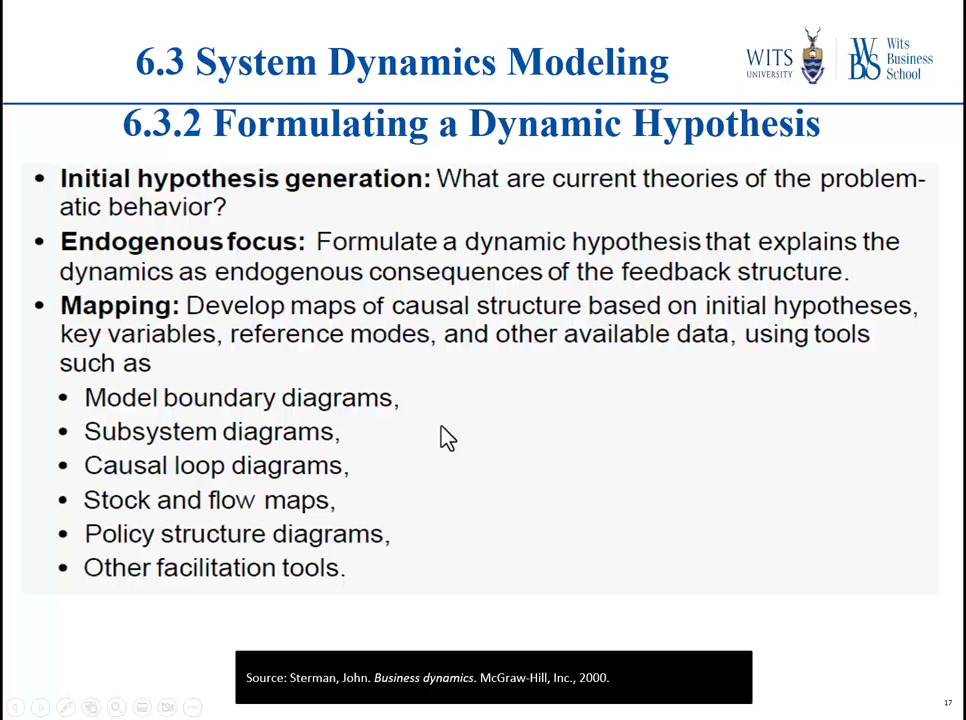 6.3 System Dynamics Modeling
WITS
UNIVERSITY
WBS
Wits
Business
School
6.3.2 Formulating a Dynamic Hypothesis
• Initial hypothesis generation: What are current theories of the problem-
atic behavior?
• Endogenous focus: Formulate a dynamic hypothesis that explains the
dynamics as endogenous consequences of the feedback structure.
• Mapping: Develop maps of causal structure based on initial hypotheses,
key variables, reference modes, and other available data, using tools
such as
• Model boundary diagrams,
• Subsystem diagrams,
• Causal loop diagrams,
• Stock and flow maps,
• Policy structure diagrams,
• Other facilitation tools.
Source: Sterman, John. Business dynamics. McGraw-Hill, Inc., 2000.
17